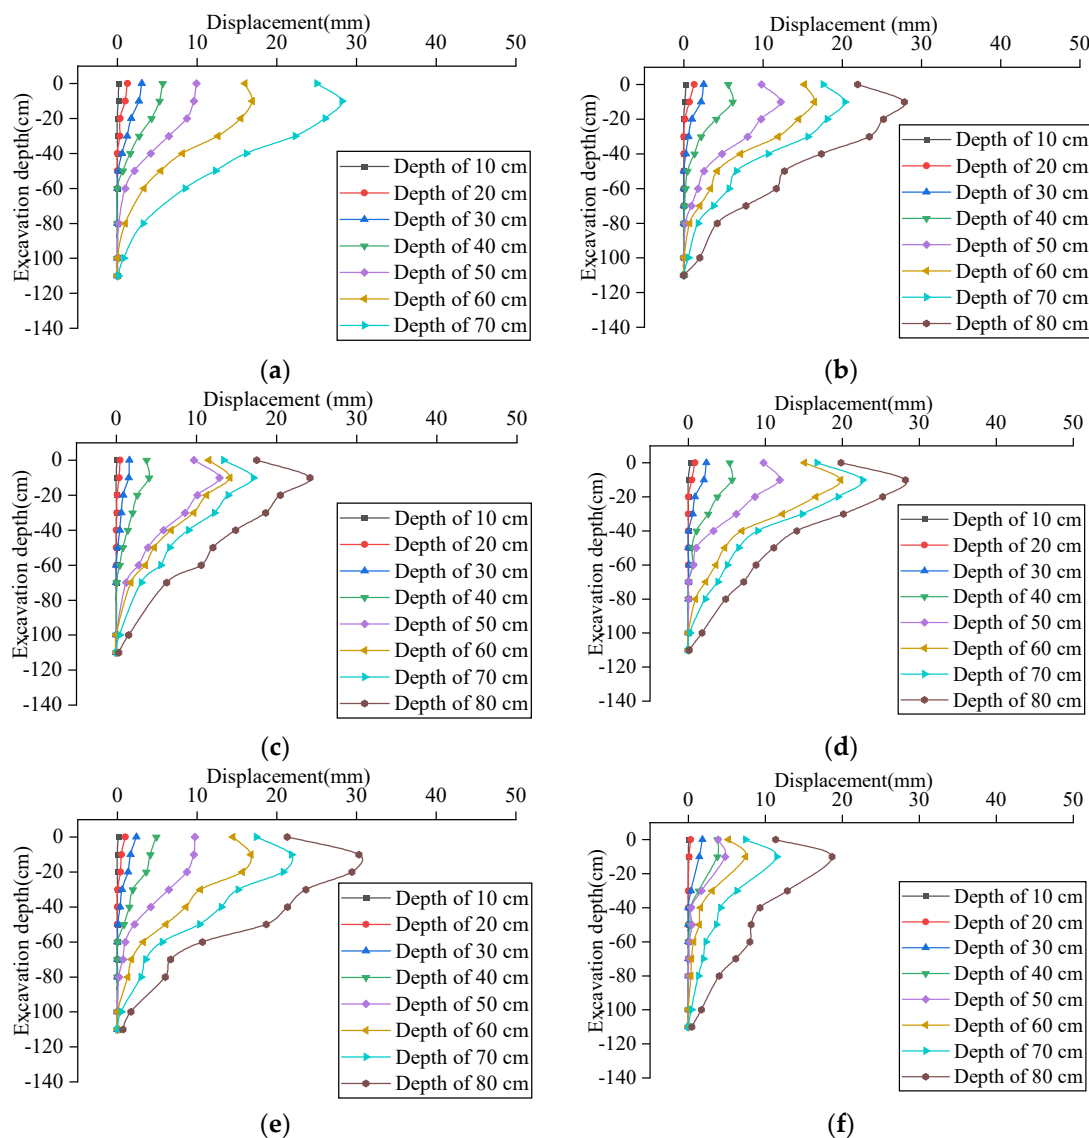 Displacement(mm)
0 10 20 30 40 50
Excavation depth(cm)
0
-20
-40
-60
-80
-100
-120
-140
Depth of 10 cm
Depth of 20 cm
Depth of 30 cm
Depth of 40 cm
Depth of 50 cm
Depth of 60 cm
Depth of 70 cm
(a)
Displacement(mm)
0 10 20 30 40 50
Excavation depth(cm)
0
-20
-40
-60
-80
-100
-120
-140
Depth of 10 cm
Depth of 20 cm
Depth of 30 cm
Depth of 40 cm
Depth of 50 cm
Depth of 60 cm
Depth of 70 cm
Depth of 80 cm
(b)
Displacement (mm)
0 10 20 30 40 50
Excavation depth(cm)
0
-20
-40
-60
-80
-100
-120
-140
Depth of 10 cm
Depth of 20 cm
Depth of 30 cm
Depth of 40 cm
Depth of 50 cm
Depth of 60 cm
Depth of 70 cm
Depth of 80 cm
(c)
Displacement(mm)
0 10 20 30 40 50
Excavation depth(cm)
0
-20
-40
-60
-80
-100
-120
-140
Depth of 10 cm
Depth of 20 cm
Depth of 30 cm
Depth of 40 cm
Depth of 50 cm
Depth of 60 cm
Depth of 70 cm
Depth of 80 cm
(d)
Displacement(mm)
0 10 20 30 40 50
Excavation depth(cm)
0
-20
-40
-60
-80
-100
-120
-140
Depth of 10 cm
Depth of 20 cm
Depth of 30 cm
Depth of 40 cm
Depth of 50 cm
Depth of 60 cm
Depth of 70 cm
Depth of 80 cm
(e)
Displacement(mm)
0 10 20 30 40 50
Excavation depth(cm)
0
-20
-40
-60
-80
-100
-120
-140
Depth of 10 cm
Depth of 20 cm
Depth of 30 cm
Depth of 40 cm
Depth of 50 cm
Depth of 60 cm
Depth of 70 cm
Depth of 80 cm
(f)